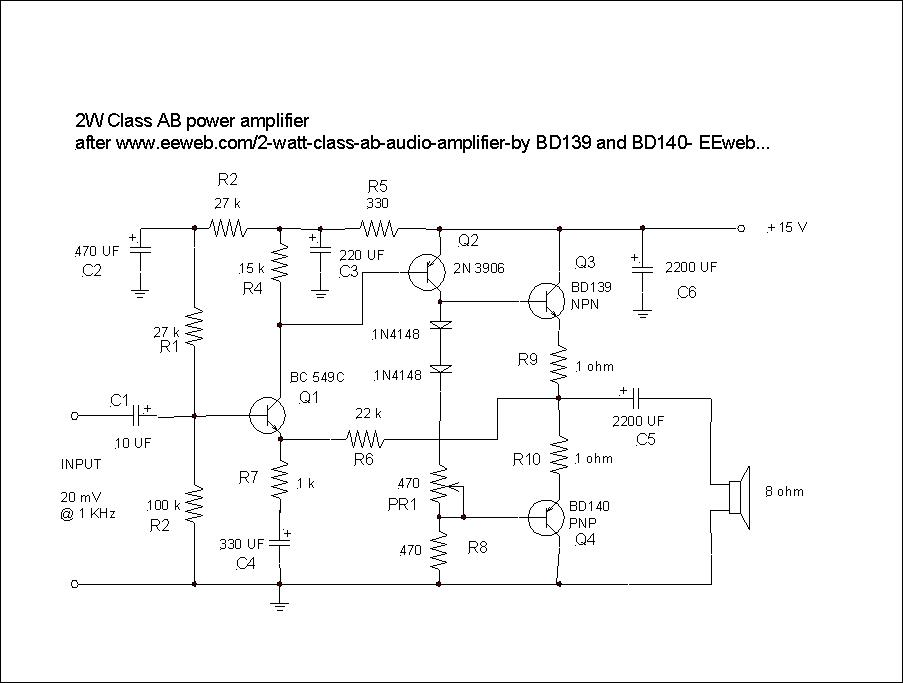 2W Class AB power amplifier
after www.eeweb.com/2-watt-class-ab-audio-amplifier-by BD139 and BD140- EEweb...
R2
27 k
R5
330
+
470 UF
C2
15 k
R4
+
220 UF
C3
Q2
2N 3906
+ 15 V
Q3
BD139
NPN
+
2200 UF
C6
27 k
R1
1N4148
1N4148
R9
1 ohm
BC 549C
Q1
C1
+
10 UF
22 k
R6
+
2200 UF
C5
INPUT
20 mV
@ 1 KHz
100 k
R2
R7
1 k
330 UF
+
C4
470
PR1
470
R8
R10
1 ohm
BD140
PNP
Q4
8 ohm